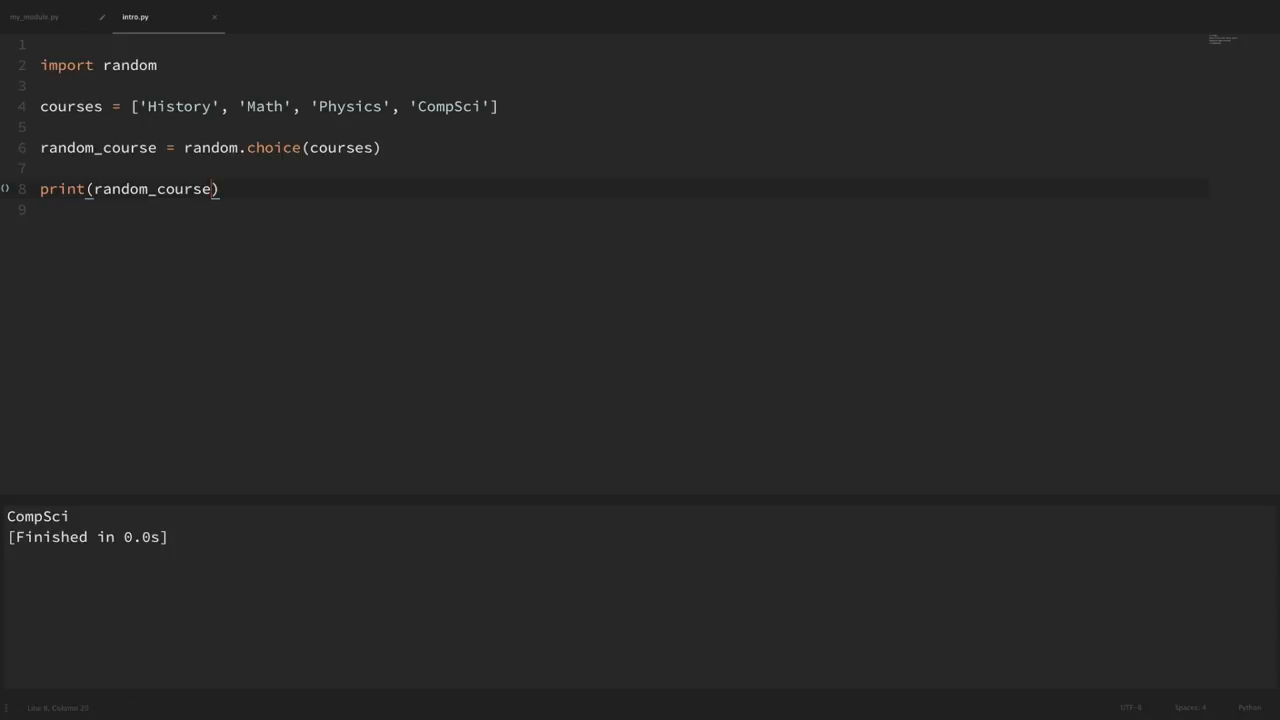 my_module.py intro.py ×
1
2 import random
3
4 courses = ['History', 'Math', 'Physics', 'CompSci']
5
6 random_course = random.choice(courses)
7
() 8 print(random_course)
9
CompSci
[Finished in 0.0s]
Line 8, Column 20 UTF-8 Spaces: 4 Python